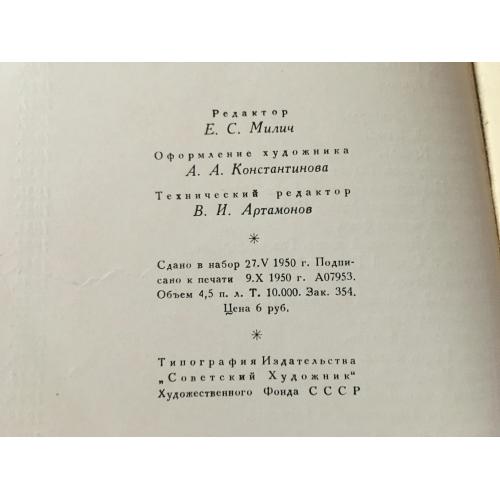 Редактор
Е. С. Милич
Оформление художника
А. А. Константинова
Технический редактор
В. И. Артамонов
*
Сдано в набор 27.V 1950 г. Подпи-
сано к печати 9.X 1950 г. А07953.
Объем 4,5 п. л. Т. 10.000. Зак. 354.
Цена 6 руб.
*
Типография Издательства
„Советский Художник"
Художественного Фонда СССР